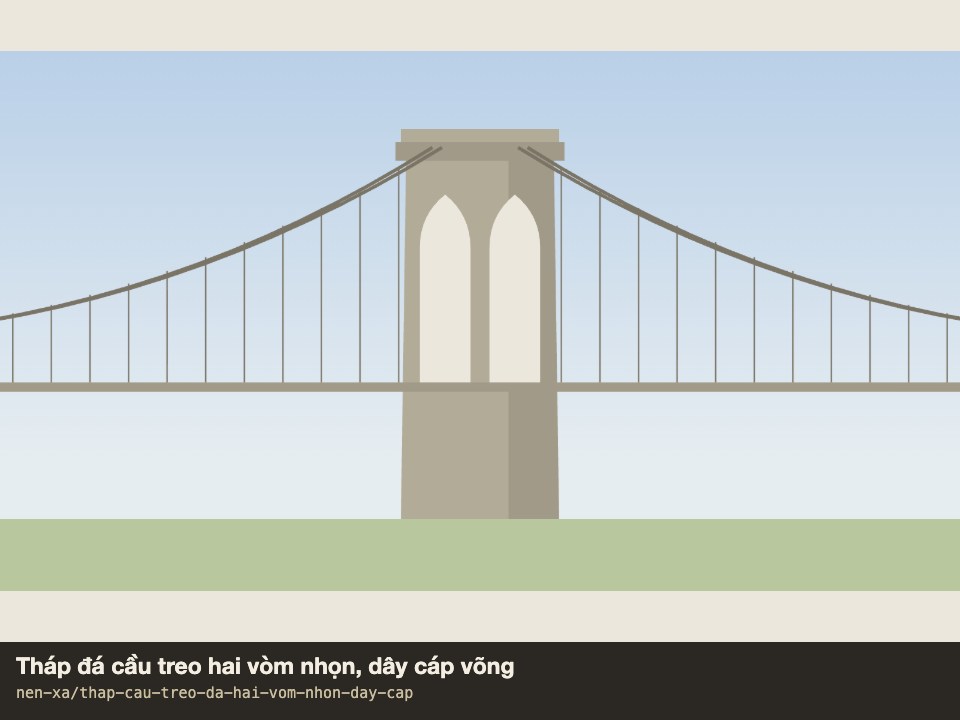 Tháp đá cầu treo hai vòm nhọn, dây cáp võng
nen-xa/thap-cau-treo-da-hai-vom-nhon-day-cap